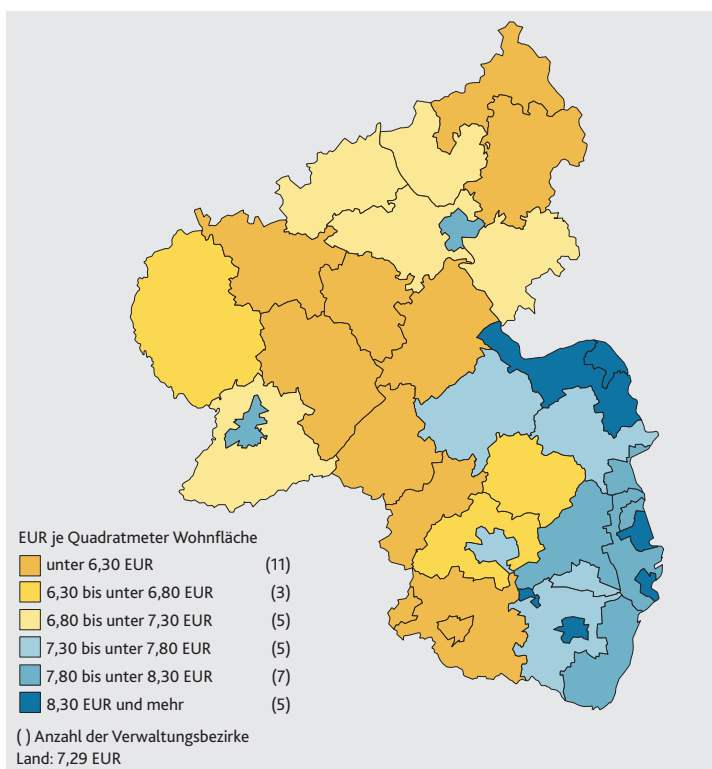 EUR je Quadratmeter Wohnfläche
unter 6,30 EUR (11)
6,30 bis unter 6,80 EUR (3)
6,80 bis unter 7,30 EUR (5)
7,30 bis unter 7,80 EUR (5)
7,80 bis unter 8,30 EUR (7)
8,30 EUR und mehr (5)
( ) Anzahl der Verwaltungsbezirke
Land: 7,29 EUR